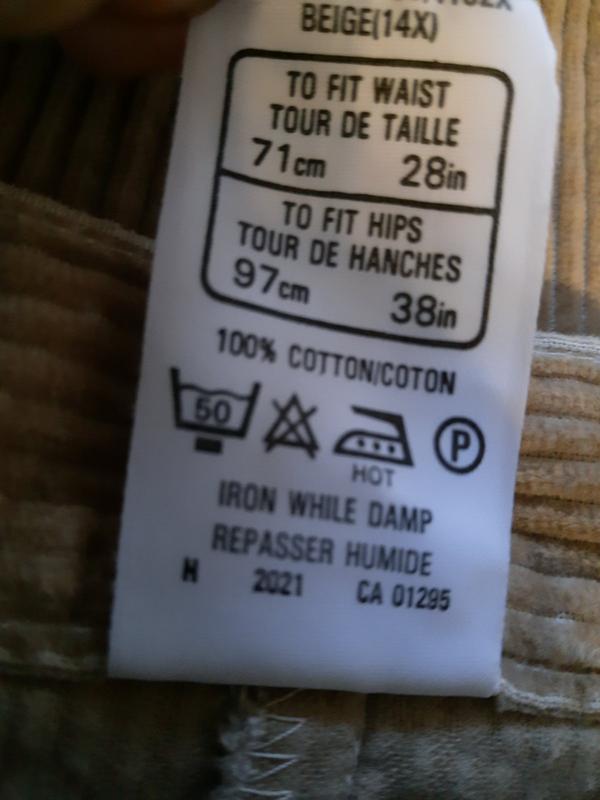 BEIGE(14X)
TO FIT WAIST
TOUR DE TAILLE
71cm 28in
TO FIT HIPS
TOUR DE HANCHES
97cm 38in
100% COTTON/COTON
50 P
HOT
IRON WHILE DAMP
REPASSER HUMIDE
H 2021 CA 01295